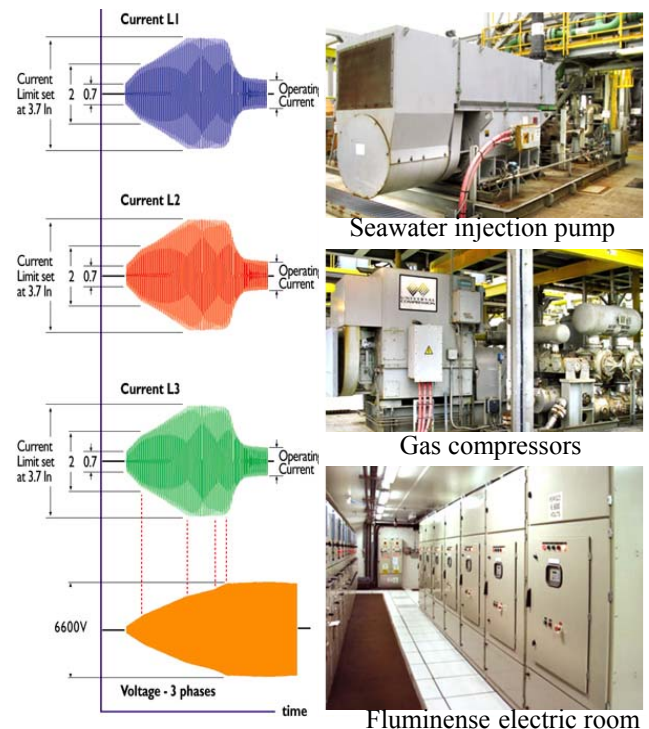 Current L1
Current
Limit set
at 3.7 In
2 0.7
Operating
Current
Current L2
Current
Limit set
at 3.7 In
2 0.7
Operating
Current
Current L3
Current
Limit set
at 3.7 In
2 0.7
Operating
Current
6600V
Voltage - 3 phases
time
Seawater injection pump
UNIVERSAL
COMPRESSION
Gas compressors
Fluminense electric room